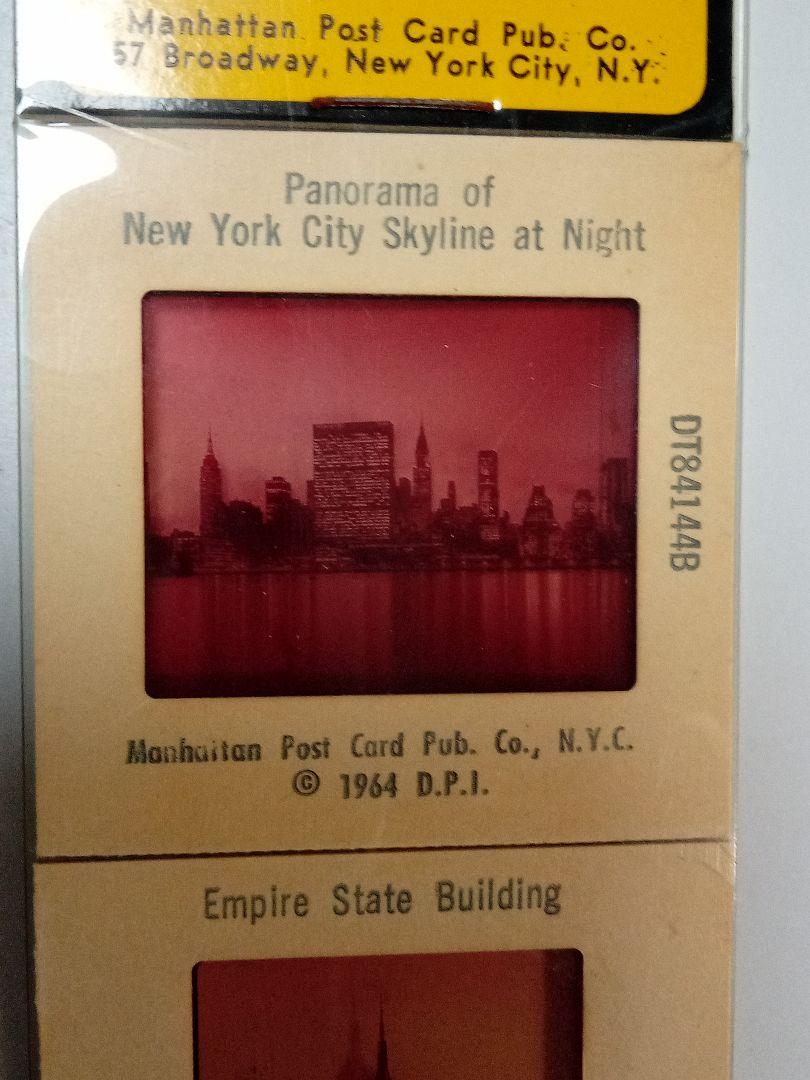 Manhattan Post Card Pub. Co.
57 Broadway, New York City, N.Y.
Panorama of
New York City Skyline at Night
DT84144B
Manhattan Post Card Pub. Co., N.Y.C.
© 1964 D.P.I.
Empire State Building